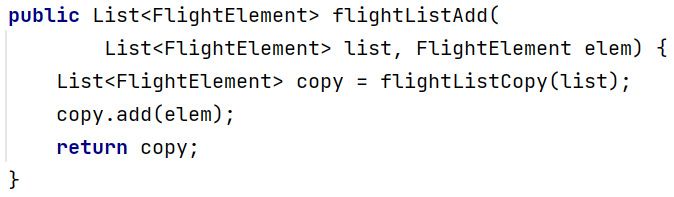 public List<FlightElement> flightListAdd(
        List<FlightElement> list, FlightElement elem) {
    List<FlightElement> copy = flightListCopy(list);
    copy.add(elem);
    return copy;
}